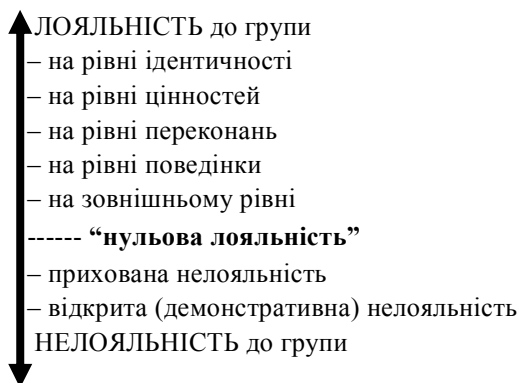 ЛОЯЛЬНІСТЬ до групи
– на рівні ідентичності
– на рівні цінностей
– на рівні переконань
– на рівні поведінки
– на зовнішньому рівні
------ “нульова лояльність”
– прихована нелояльність
– відкрита (демонстративна) нелояльність
НЕЛОЯЛЬНІСТЬ до групи